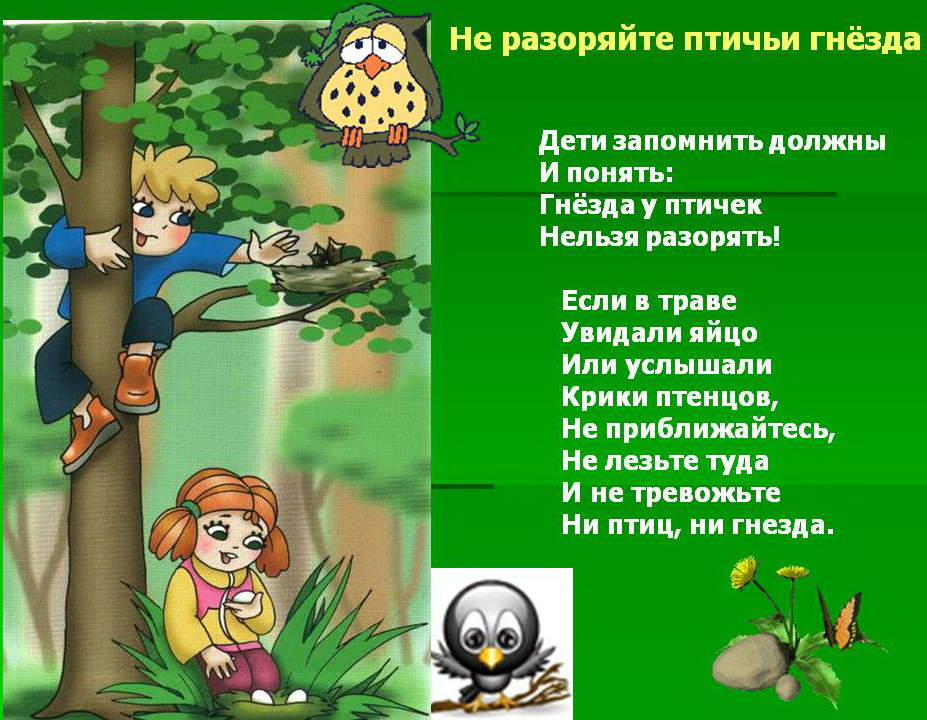 Не разоряйте птичьи гнёзда
Дети запомнить должны
И понять:
Гнёзда у птичек
Нельзя разорять!
Если в траве
Увидали яйцо
Или услышали
Крики птенцов,
Не приближайтесь,
Не лезьте туда
И не тревожьте
Ни птиц, ни гнезда.